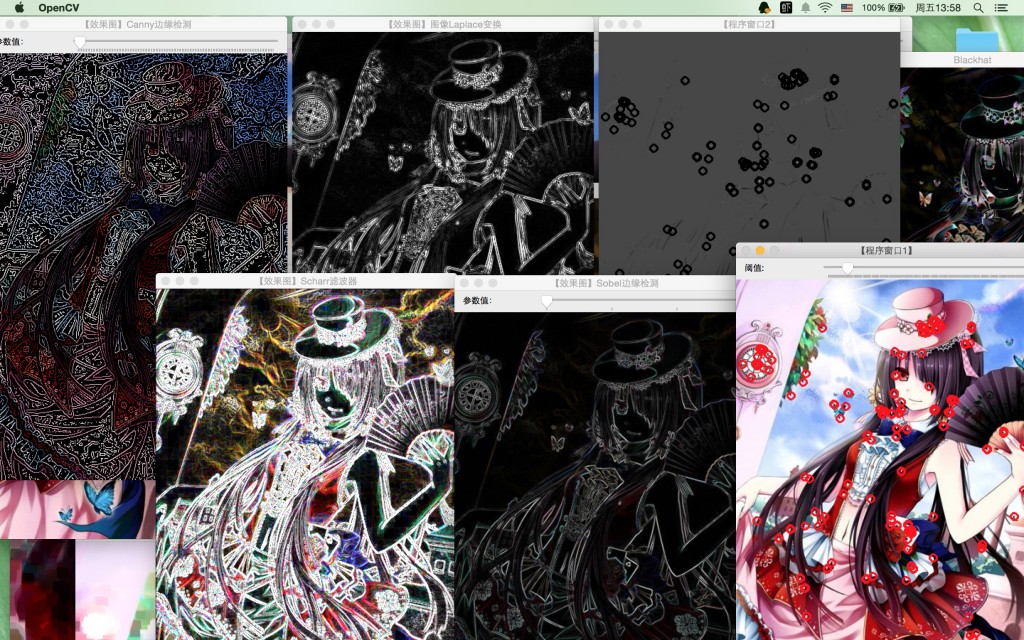 OpenCV
100%
周五13:58
【效果图】Canny边缘检测
【效果图】图像Laplace变换
【程序窗口2】
参数值:
Blackhat
【程序窗口1】
阈值:
【效果图】Scharr滤波器
【效果图】Sobel边缘检测
参数值: